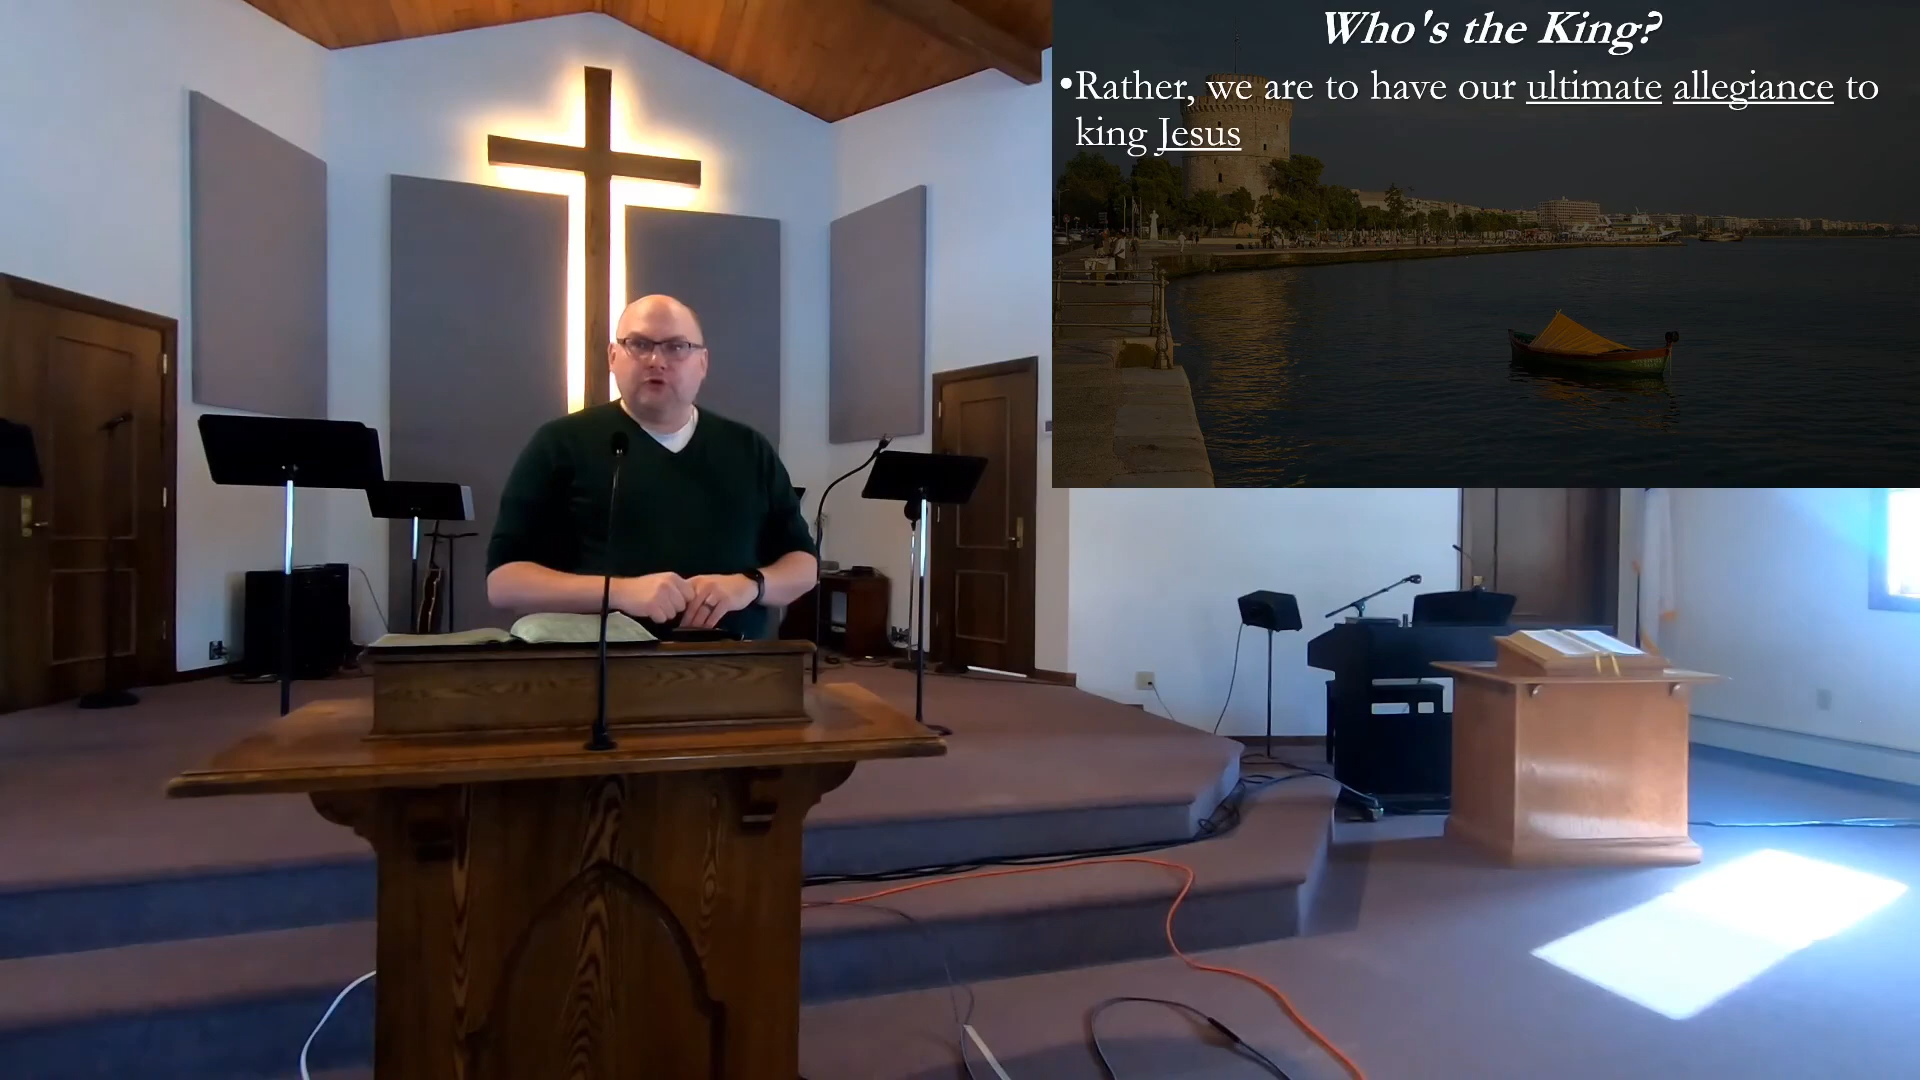 Who's the King?
•Rather, we are to have our ultimate allegiance to
king Jesus